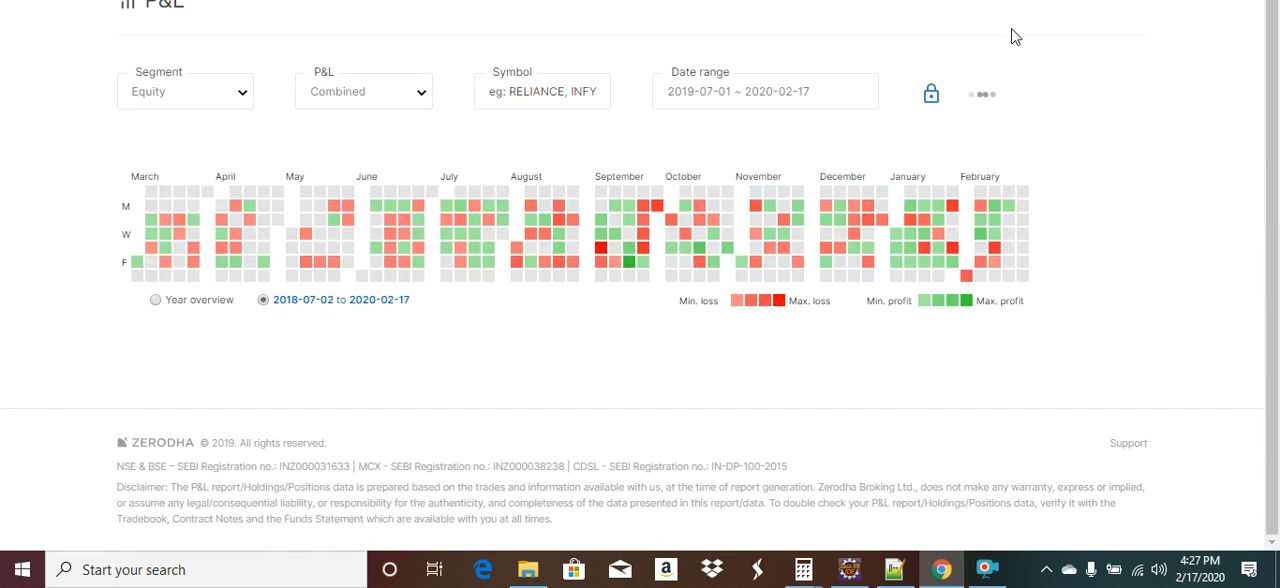 P&L
Segment
Equity
P&L
Combined
Symbol
eg: RELIANCE, INFY
Date range
2019-07-01 ~ 2020-02-17
March April May June July August September October November December January February
M
W
F
Year overview
2018-07-02 to 2020-02-17
Min. loss Max. loss Min. profit Max. profit
ZERODHA © 2019. All rights reserved.
Support
NSE & BSE – SEBI Registration no.: INZ000031633 | MCX - SEBI Registration no.: INZ000038238 | CDSL - SEBI Registration no.: IN-DP-100-2015
Disclaimer: The P&L report/Holdings/Positions data is prepared based on the trades and information available with us, at the time of report generation. Zerodha Broking Ltd., does not make any warranty, express or implied,
or assume any legal/consequential liability, or responsibility for the authenticity, and completeness of the data presented in this report/data. To double check your P&L report/Holdings/Positions data, verify it with the
Tradebook, Contract Notes and the Funds Statement which are available with you at all times.
Start your search
4:27 PM
2/17/2020